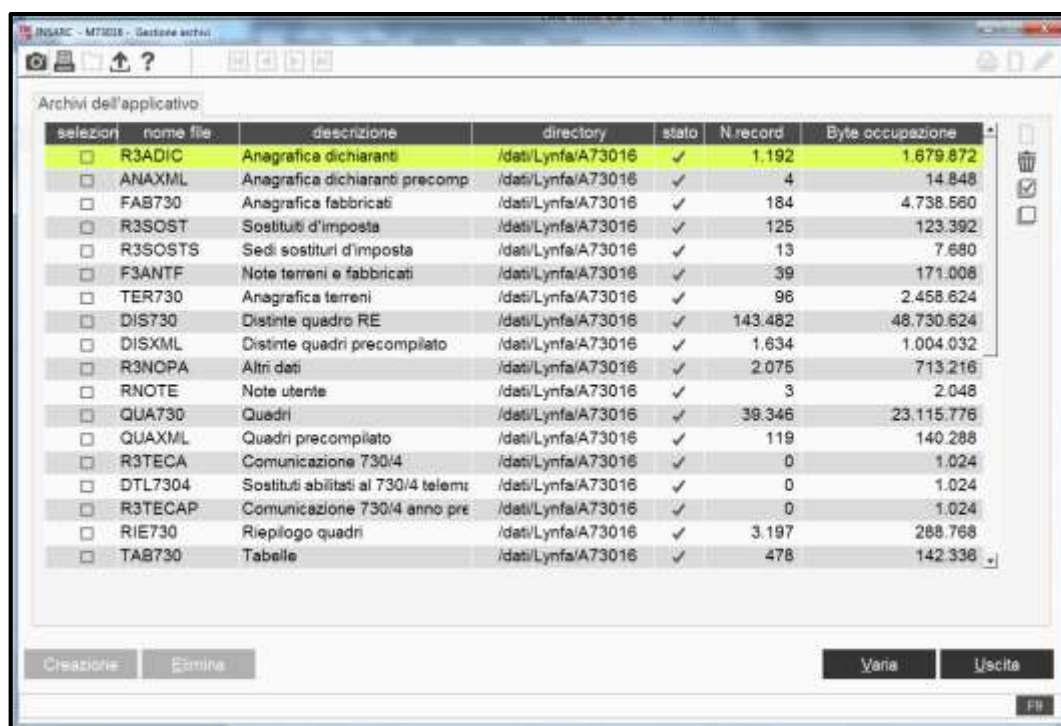 INSARC - M73016 - Gestione archivi
?
Archivi dell'applicativo
selezion nome file descrizione directory stato N.record Byte occupazione
R3ADIC Anagrafica dichiaranti /dati/Lynfa/A73016 1.192 1.679.872
ANAXML Anagrafica dichiaranti precomp /dati/Lynfa/A73016 4 14.848
FAB730 Anagrafica fabbricati /dati/Lynfa/A73016 184 4.738.560
R3SOST Sostituiti d'imposta /dati/Lynfa/A73016 125 123.392
R3SOSTS Sedi sostituri d'imposta /dati/Lynfa/A73016 13 7.680
F3ANTF Note terreni e fabbricati /dati/Lynfa/A73016 39 171.008
TER730 Anagrafica terreni /dati/Lynfa/A73016 96 2.458.624
DIS730 Distinte quadro RE /dati/Lynfa/A73016 143.482 48.730.624
DISXML Distinte quadri precompilato /dati/Lynfa/A73016 1.634 1.004.032
R3NOPA Altri dati /dati/Lynfa/A73016 2.075 713.216
RNOTE Note utente /dati/Lynfa/A73016 3 2.048
QUA730 Quadri /dati/Lynfa/A73016 39.346 23.115.776
QUAXML Quadri precompilato /dati/Lynfa/A73016 119 140.288
R3TECA Comunicazione 730/4 /dati/Lynfa/A73016 0 1.024
DTL7304 Sostituti abilitati al 730/4 telema /dati/Lynfa/A73016 0 1.024
R3TECAP Comunicazione 730/4 anno pre /dati/Lynfa/A73016 0 1.024
RIE730 Riepilogo quadri /dati/Lynfa/A73016 3.197 288.768
TAB730 Tabelle /dati/Lynfa/A73016 478 142.336
Creazione Elimina Varia Uscita
F9